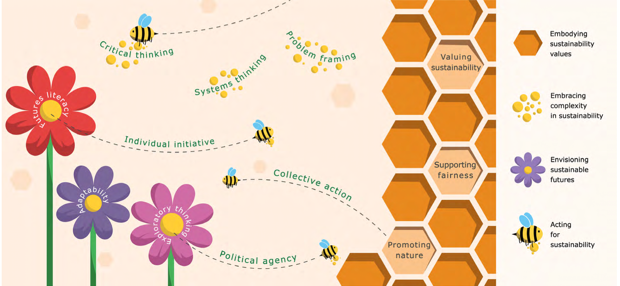 Critical thinking
Problem framing
Systems thinking
Valuing
sustainability
Futures literacy
Individual initiative
Supporting
fairness
Collective action
Adaptability
Exploratory thinking
Political agency
Promoting
nature
Embodying
sustainability
values
Embracing
complexity
in sustainability
Envisioning
sustainable
futures
Acting
for
sustainability